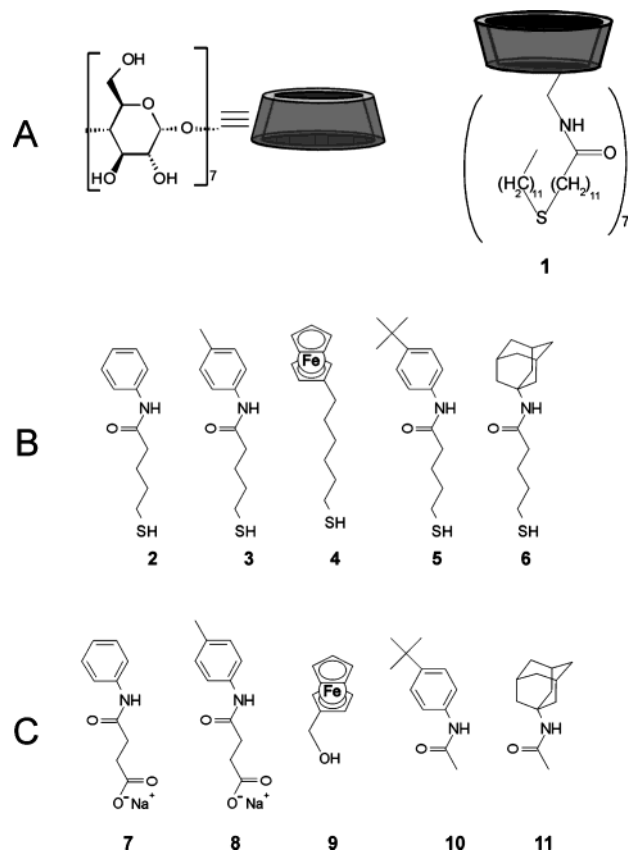 A
OH
O
O
HO
OH
7
NH
O
(H₂C)₁₁ (CH₂)₁₁
S
7
1
B
NH
O
SH
2
NH
O
SH
3
Fe
SH
4
NH
O
SH
5
NH
O
SH
6
C
NH
O
O
O⁻Na⁺
7
NH
O
O
O⁻Na⁺
8
Fe
OH
9
NH
O
10
NH
O
11